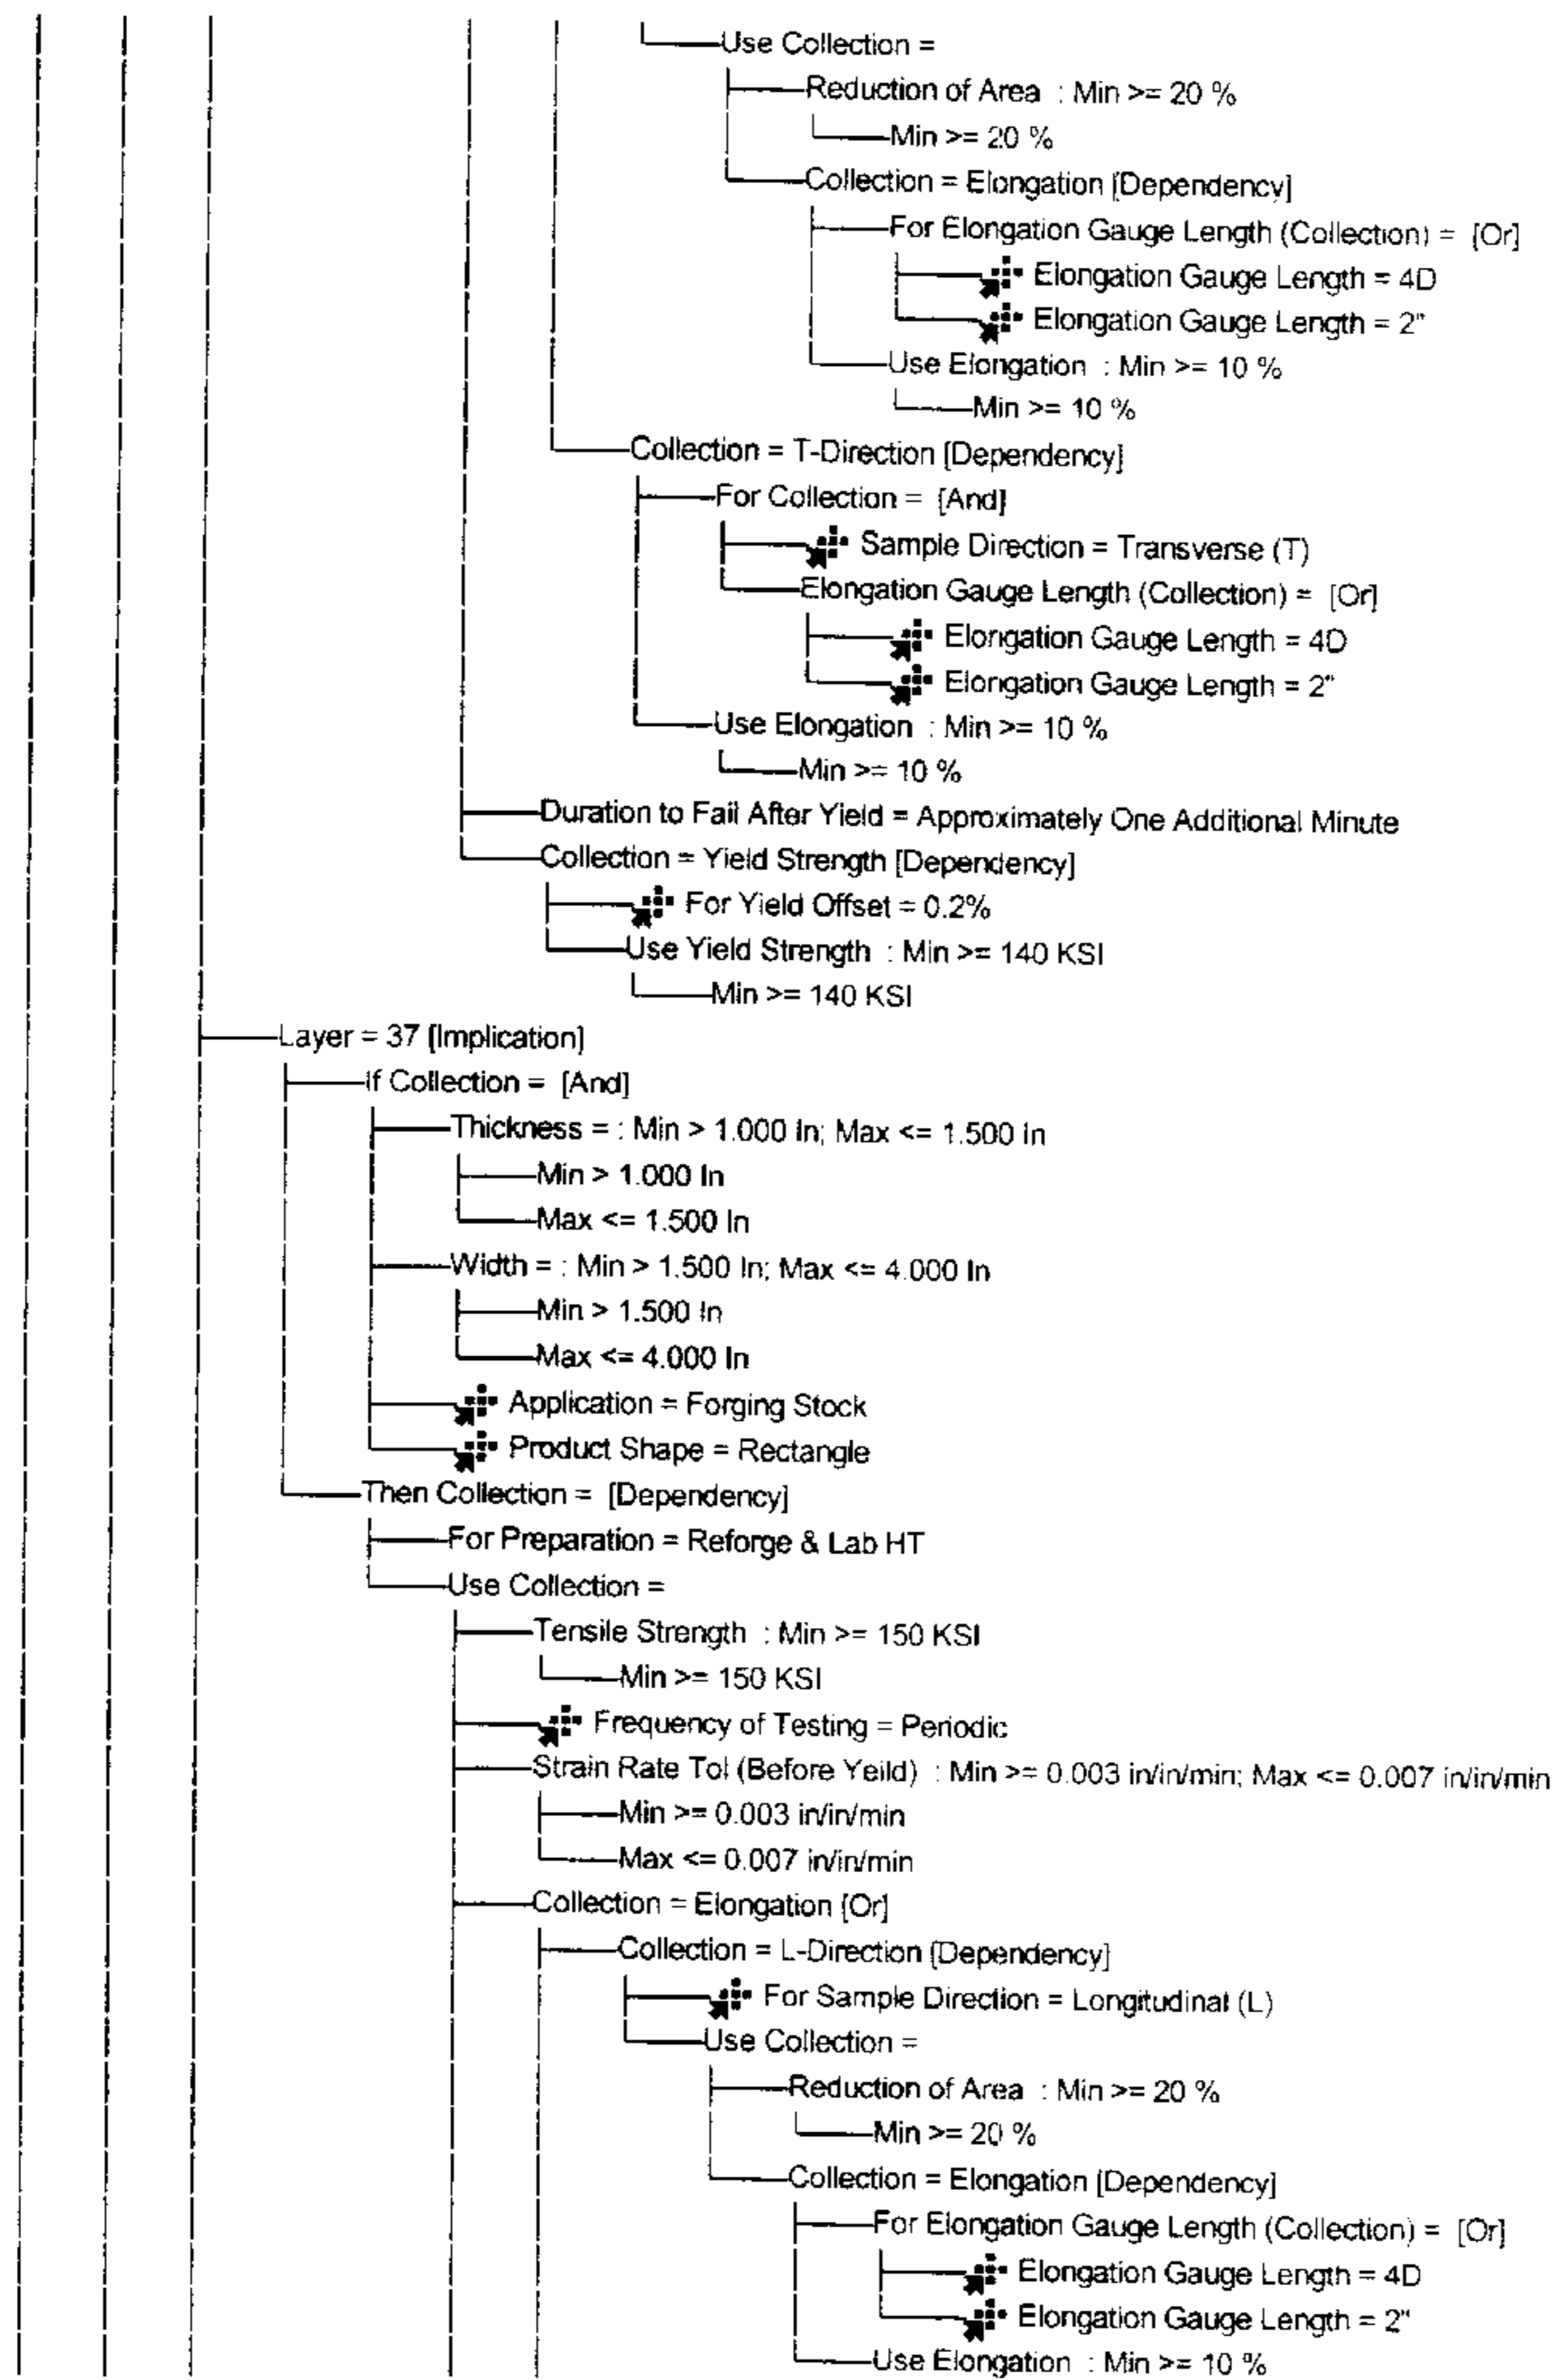 Use Collection =
Reduction of Area : Min >= 20 %
Min >= 20 %
Collection = Elongation [Dependency]
For Elongation Gauge Length (Collection) = [Or]
Elongation Gauge Length = 4D
Elongation Gauge Length = 2"
Use Elongation : Min >= 10 %
Min >= 10 %
Collection = T-Direction [Dependency]
For Collection = [And]
Sample Direction = Transverse (T)
Elongation Gauge Length (Collection) = [Or]
Elongation Gauge Length = 4D
Elongation Gauge Length = 2"
Use Elongation : Min >= 10 %
Min >= 10 %
Duration to Fail After Yield = Approximately One Additional Minute
Collection = Yield Strength [Dependency]
For Yield Offset = 0.2%
Use Yield Strength : Min >= 140 KSI
Min >= 140 KSI
Layer = 37 [Implication]
If Collection = [And]
Thickness = : Min > 1.000 In; Max <= 1.500 In
Min > 1.000 In
Max <= 1.500 In
Width = : Min > 1.500 In; Max <= 4.000 In
Min > 1.500 In
Max <= 4.000 In
Application = Forging Stock
Product Shape = Rectangle
Then Collection = [Dependency]
For Preparation = Reforge & Lab HT
Use Collection =
Tensile Strength : Min >= 150 KSI
Min >= 150 KSI
Frequency of Testing = Periodic
Strain Rate Tol (Before Yeild) : Min >= 0.003 in/in/min; Max <= 0.007 in/in/min
Min >= 0.003 in/in/min
Max <= 0.007 in/in/min
Collection = Elongation [Or]
Collection = L-Direction [Dependency]
For Sample Direction = Longitudinal (L)
Use Collection =
Reduction of Area : Min >= 20 %
Min >= 20 %
Collection = Elongation [Dependency]
For Elongation Gauge Length (Collection) = [Or]
Elongation Gauge Length = 4D
Elongation Gauge Length = 2"
Use Elongation : Min >= 10 %